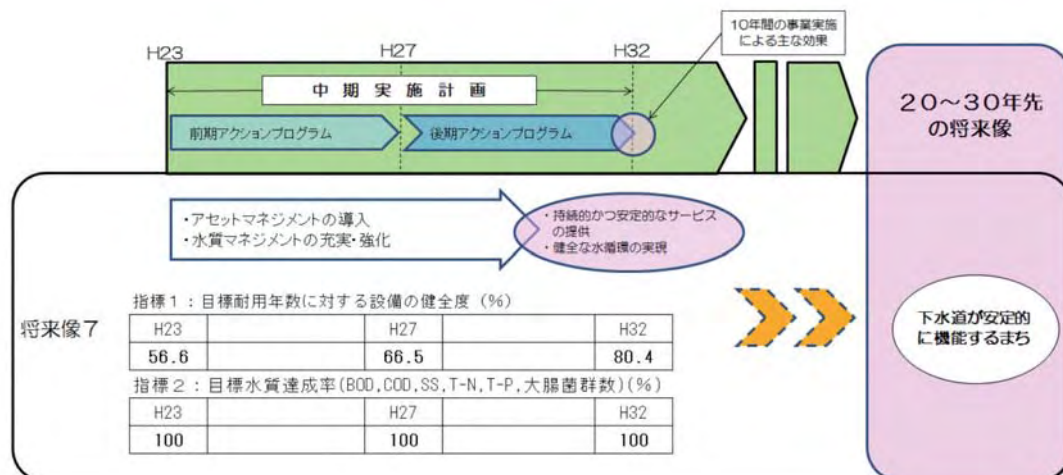 10年間の事業実施
による主な効果
H23
H27
H32
中期実施計画
前期アクションプログラム
後期アクションプログラム
20～30年先
の将来像
・アセットマネジメントの導入
・水質マネジメントの充実・強化
・持続的かつ安定的なサービス
の提供
・健全な水循環の実現
将来像7
指標1：目標耐用年数に対する設備の健全度（%）
H23 H27 H32
56.6 66.5 80.4
指標2：目標水質達成率(BOD,COD,SS,T-N,T-P,大腸菌群数)(%)
H23 H27 H32
100 100 100
下水道が安定的
に機能するまち